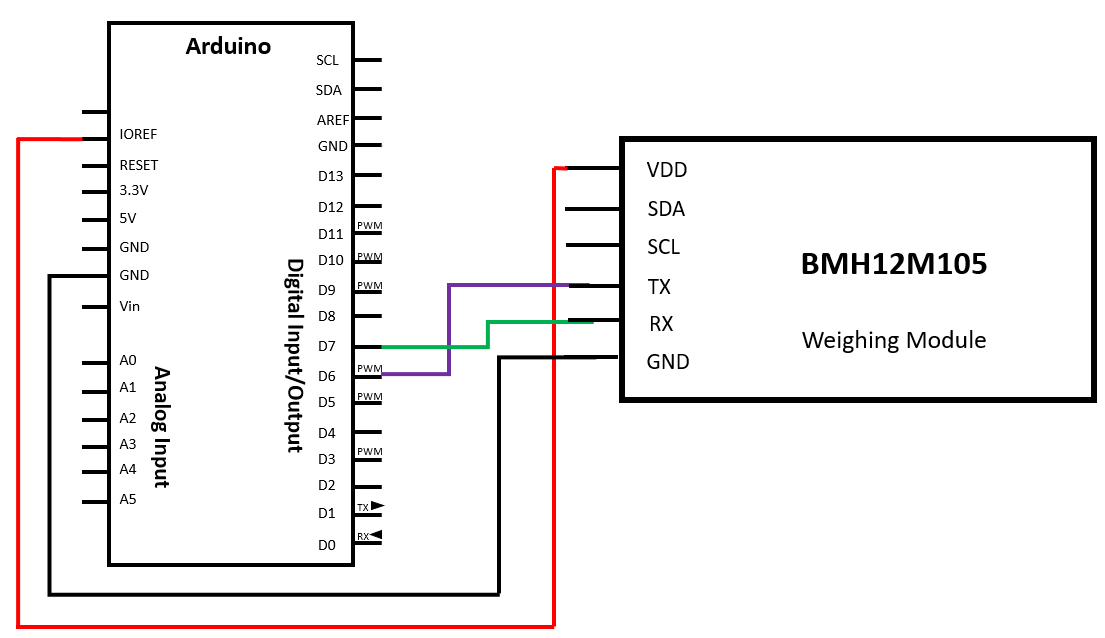 Arduino
IOREF
RESET
3.3V
5V
GND
GND
Vin
A0
A1
A2
A3
A4
A5
Analog Input
Digital Input/Output
SCL
SDA
AREF
GND
D13
D12
D11 PWM
D10 PWM
D9 PWM
D8
D7
D6 PWM
D5 PWM
D4
D3 PWM
D2
D1 TX
D0 RX
VDD
SDA
SCL
TX
RX
GND
BMH12M105
Weighing Module